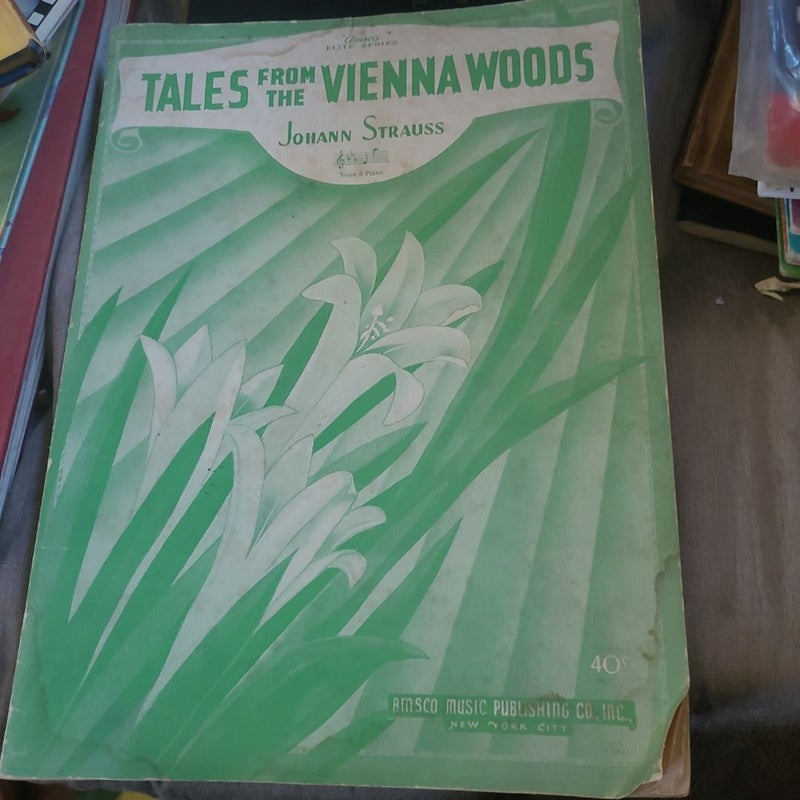 Amsco
ELITE SERIES
TALES FROM THE VIENNA WOODS
JOHANN STRAUSS
Voice & Piano
40¢
AMSCO MUSIC PUBLISHING CO., INC.,
NEW YORK CITY